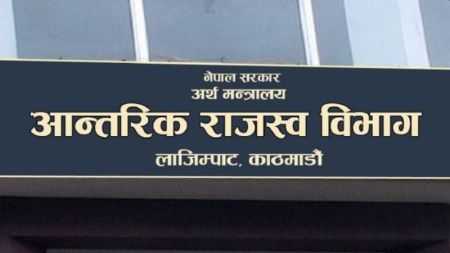 नेपाल सरकार
अर्थ मन्त्रालय
आन्तरिक राजस्व विभाग
लाजिम्पाट, काठमाडौं